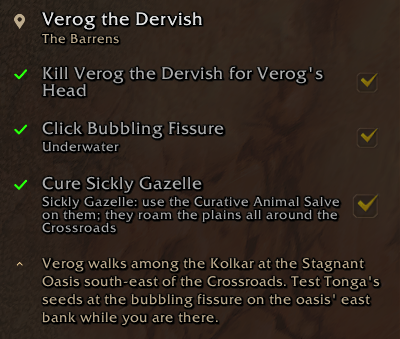 Verog the Dervish
The Barrens
Kill Verog the Dervish for Verog's
Head
Click Bubbling Fissure
Underwater
Cure Sickly Gazelle
Sickly Gazelle: use the Curative Animal Salve
on them; they roam the plains all around the
Crossroads
Verog walks among the Kolkar at the Stagnant
Oasis south-east of the Crossroads. Test Tonga's
seeds at the bubbling fissure on the oasis' east
bank while you are there.